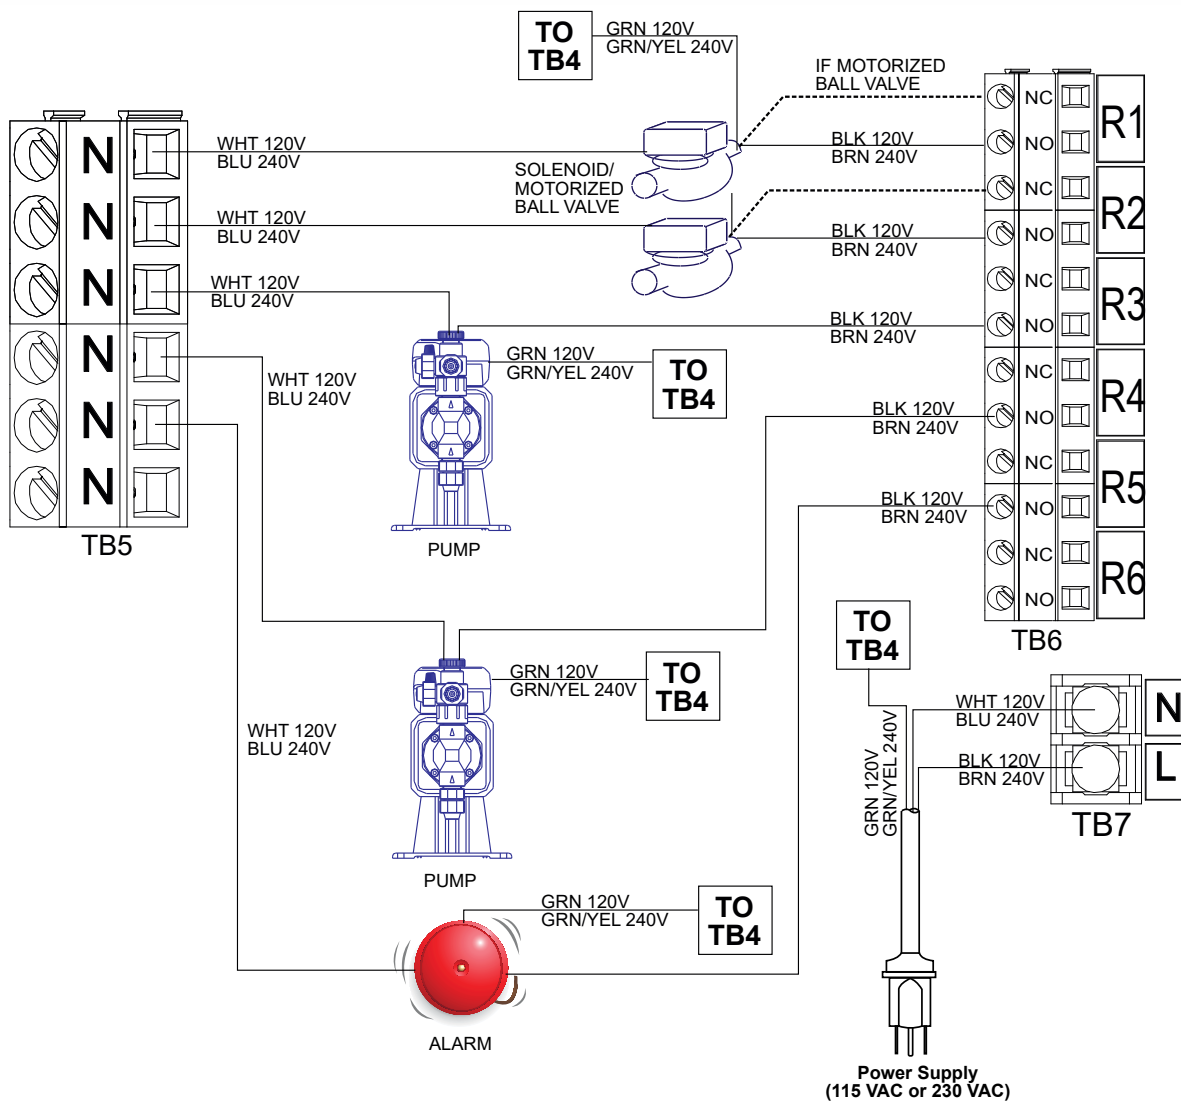 TO
TB4
GRN 120V
GRN/YEL 240V
IF MOTORIZED
BALL VALVE
NC
R1
NO
BLK 120V
BRN 240V
N
WHT 120V
BLU 240V
SOLENOID/
MOTORIZED
BALL VALVE
NC
R2
NO
BLK 120V
BRN 240V
N
WHT 120V
BLU 240V
N
WHT 120V
BLU 240V
NC
R3
NO
BLK 120V
BRN 240V
GRN 120V
GRN/YEL 240V
TO
TB4
N
WHT 120V
BLU 240V
NC
R4
NO
BLK 120V
BRN 240V
N
NC
R5
NO
BLK 120V
BRN 240V
N
TB5
PUMP
NC
R6
NO
TB6
TO
TB4
GRN 120V
GRN/YEL 240V
TO
TB4
WHT 120V
BLU 240V
N
WHT 120V
BLU 240V
BLK 120V
BRN 240V
L
TB7
GRN 120V
GRN/YEL 240V
PUMP
GRN 120V
GRN/YEL 240V
TO
TB4
ALARM
Power Supply
(115 VAC or 230 VAC)